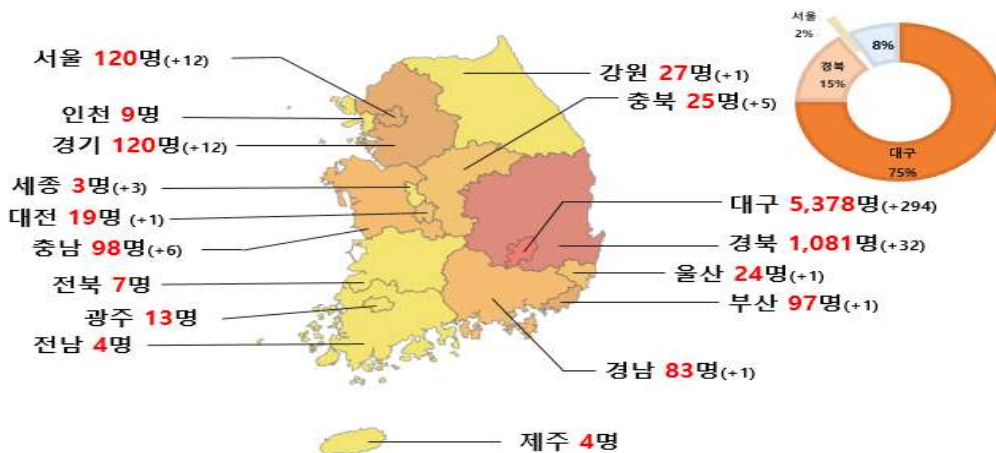 서울 120명(+12)
인천 9명
경기 120명(+12)
세종 3명(+3)
대전 19명 (+1)
충남 98명(+6)
전북 7명
광주 13명
전남 4명
강원 27명(+1)
충북 25명(+5)
대구 5,378명(+294)
경북 1,081명(+32)
울산 24명(+1)
부산 97명(+1)
경남 83명(+1)
제주 4명
서울
2%
8%
경북
15%
대구
75%